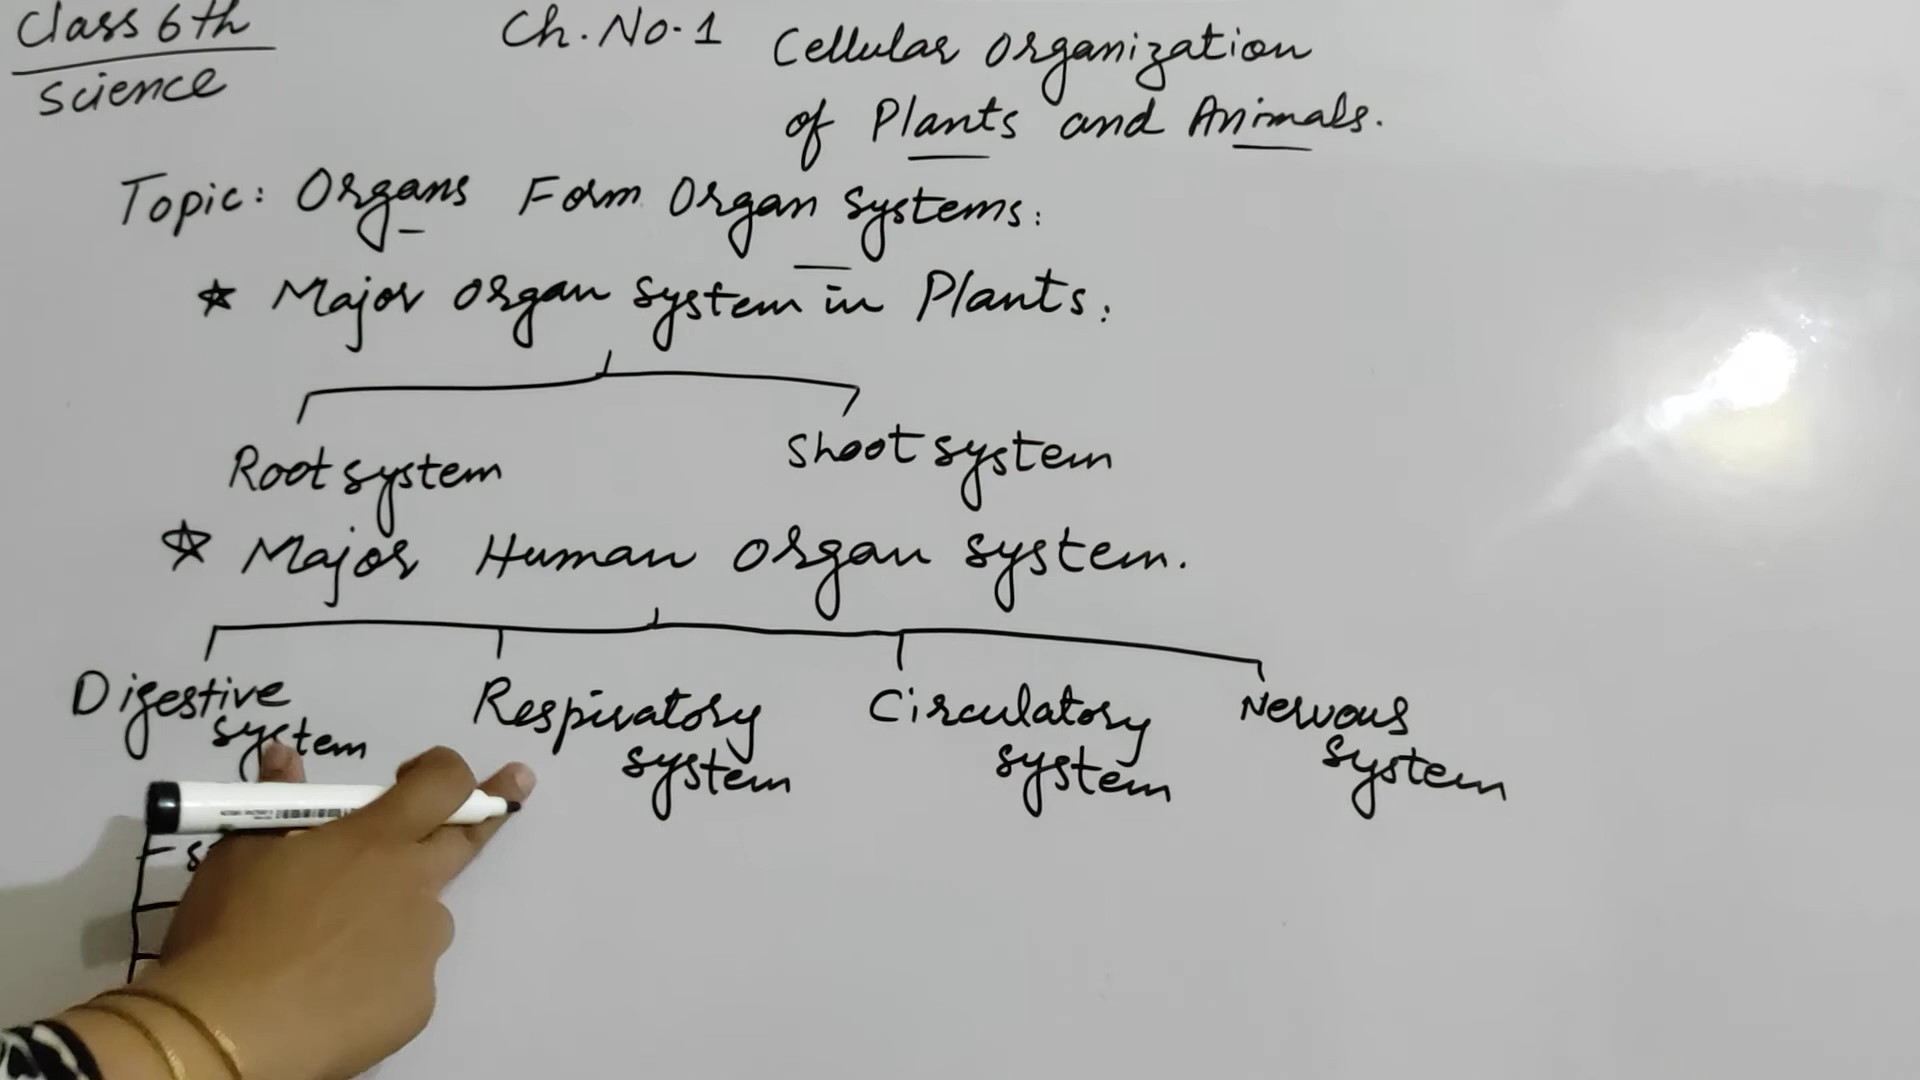 Class 6th
Science
Ch. No. 1 Cellular Organization
of Plants and Animals.
Topic: Organs Form Organ Systems:
☆ Major Organ System in Plants:
Root system Shoot system
☆ Major Human Organ System.
Digestive system Respiratory system Circulatory system Nervous system